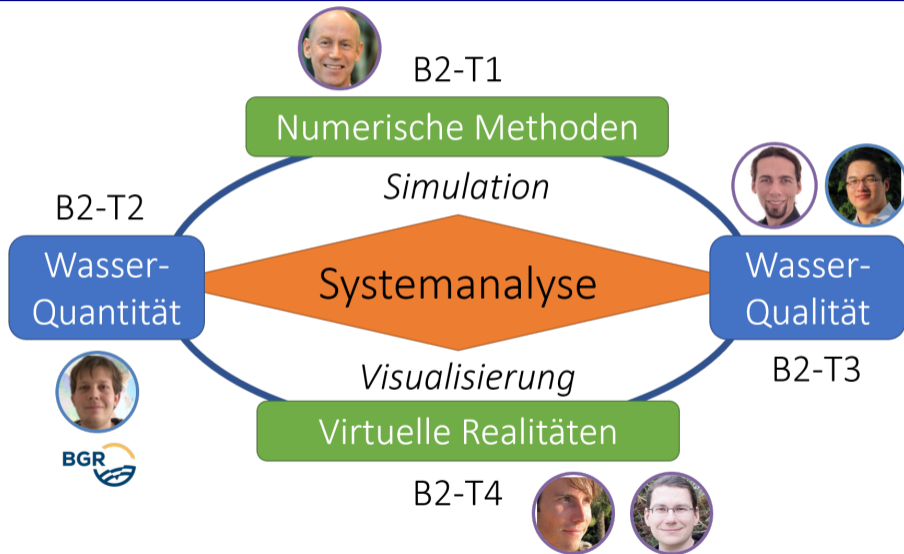 B2-T1
Numerische Methoden
Simulation
B2-T2
Wasser-
Quantität
Systemanalyse
Wasser-
Qualität
B2-T3
Visualisierung
Virtuelle Realitäten
BGR
B2-T4